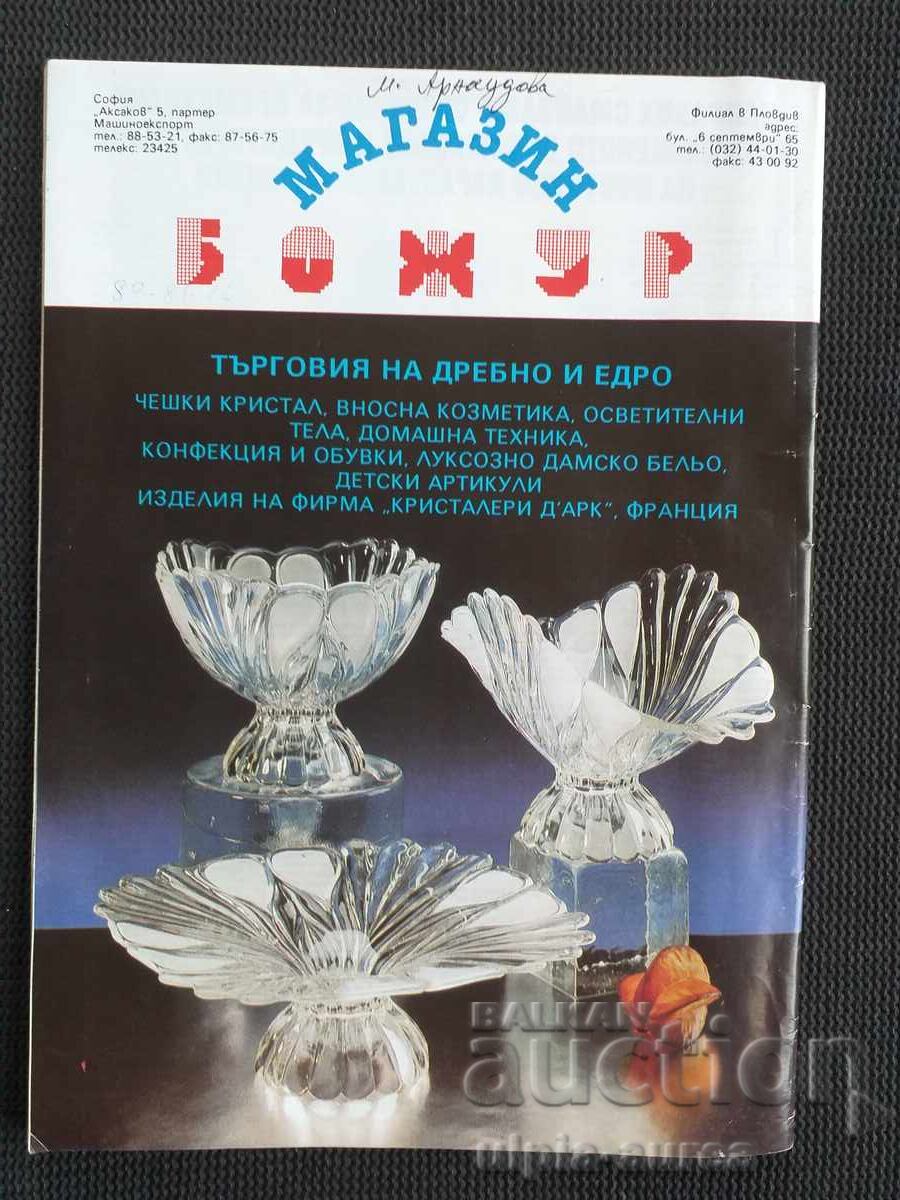 м. Арнаудова
София
„Аксаков" 5, партер
Машиноекспорт
тел.: 88-53-21, факс: 87-56-75
телекс: 23425
Филиал в Пловдив
адрес:
бул. „6 септември" 65
тел.: (032) 44-01-30
факс: 43 00 92
МАГАЗИН
БОЖУР
ТЪРГОВИЯ НА ДРЕБНО И ЕДРО
ЧЕШКИ КРИСТАЛ, ВНОСНА КОЗМЕТИКА, ОСВЕТИТЕЛНИ
ТЕЛА, ДОМАШНА ТЕХНИКА,
КОНФЕКЦИЯ И ОБУВКИ, ЛУКСОЗНО ДАМСКО БЕЛЬО,
ДЕТСКИ АРТИКУЛИ
ИЗДЕЛИЯ НА ФИРМА „КРИСТАЛЕРИ Д'АРК", ФРАНЦИЯ
BALKAN
auction
ulpia-aurea